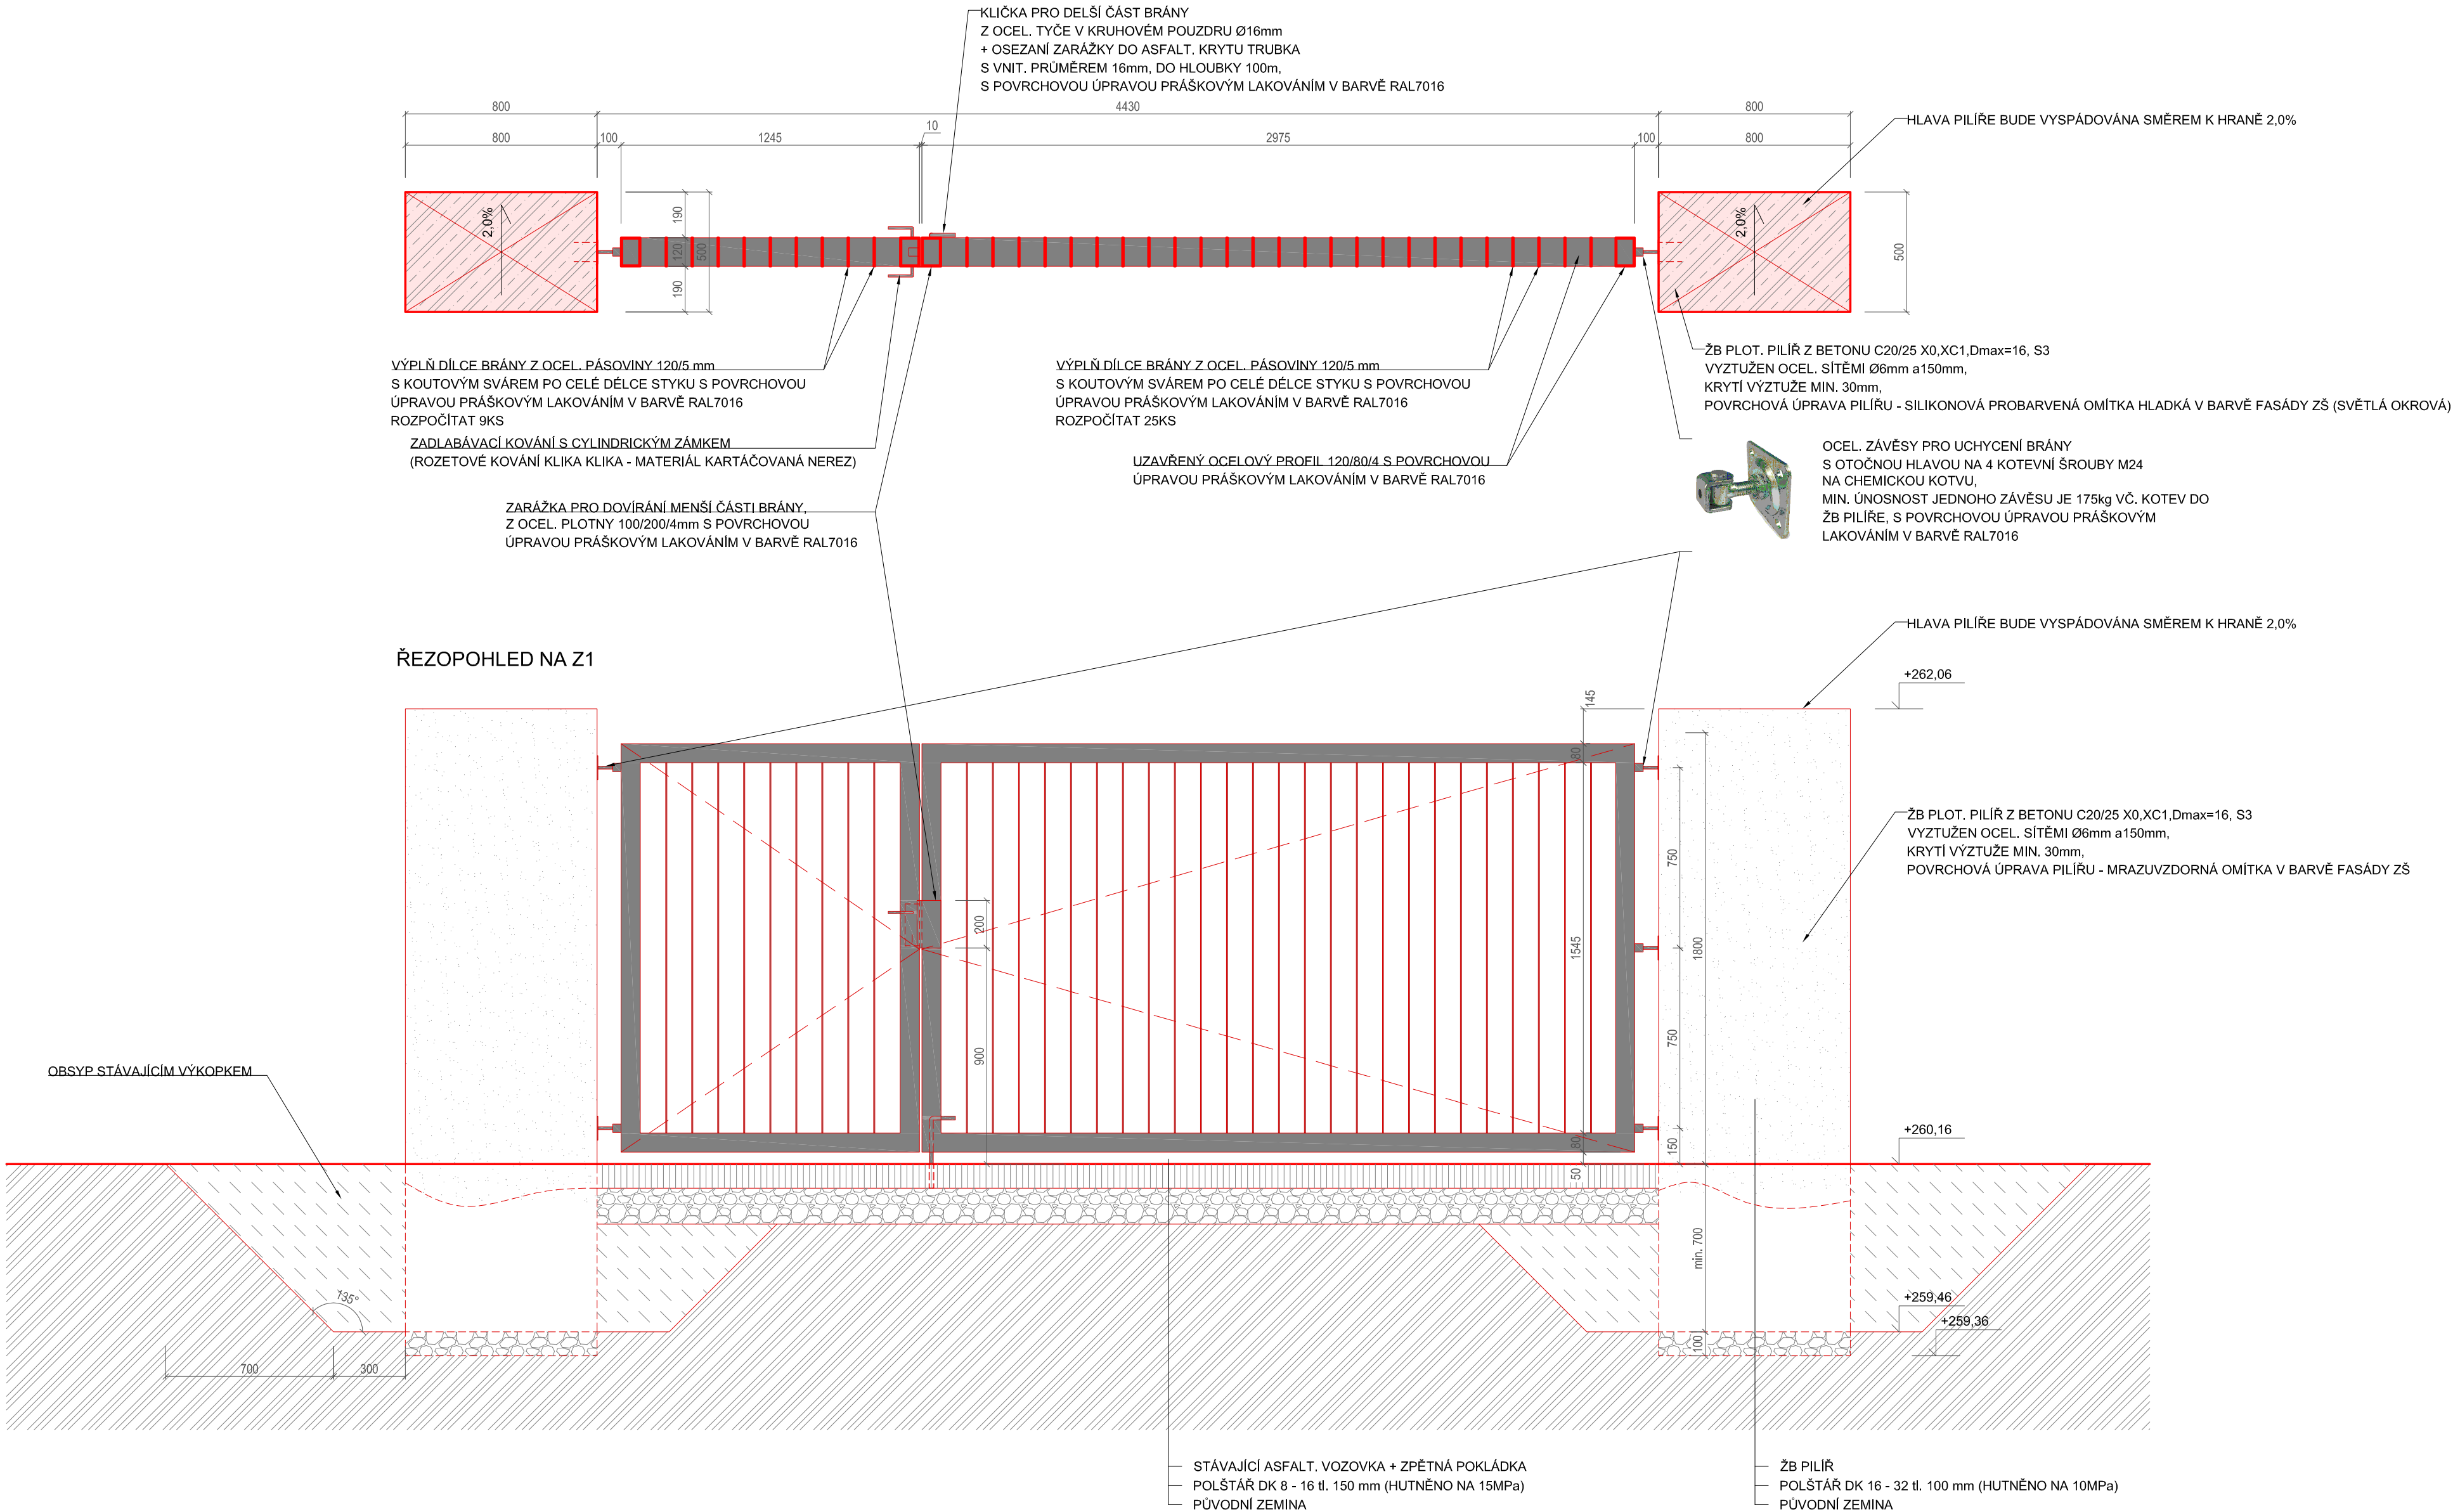 KLIČKA PRO DELŠÍ ČÁST BRÁNY
Z OCEL. TYČE V KRUHOVÉM POUZDRU Ø16mm
+ OSEZANÍ ZARÁŽKY DO ASFALT. KRYTU TRUBKA
S VNIT. PRŮMĚREM 16mm, DO HLOUBKY 100m,
S POVRCHOVOU ÚPRAVOU PRÁŠKOVÝM LAKOVÁNÍM V BARVĚ RAL7016
800
4430
800
HLAVA PILÍŘE BUDE VYSPÁDOVÁNA SMĚREM K HRANĚ 2,0%
800
100
1245
10
2975
100
800
2,0%
190
120
190
500
2,0%
500
VÝPLŇ DÍLCE BRÁNY Z OCEL. PÁSOVINY 120/5 mm
S KOUTOVÝM SVÁREM PO CELÉ DÉLCE STYKU S POVRCHOVOU
ÚPRAVOU PRÁŠKOVÝM LAKOVÁNÍM V BARVĚ RAL7016
ROZPOČÍTAT 9KS
VÝPLŇ DÍLCE BRÁNY Z OCEL. PÁSOVINY 120/5 mm
S KOUTOVÝM SVÁREM PO CELÉ DÉLCE STYKU S POVRCHOVOU
ÚPRAVOU PRÁŠKOVÝM LAKOVÁNÍM V BARVĚ RAL7016
ROZPOČÍTAT 25KS
ŽB PLOT. PILÍŘ Z BETONU C20/25 X0,XC1,Dmax=16, S3
VYZTUŽEN OCEL. SÍTĚMI Ø6mm a150mm,
KRYTÍ VÝZTUŽE MIN. 30mm,
POVRCHOVÁ ÚPRAVA PILÍŘU - SILIKONOVÁ PROBARVENÁ OMÍTKA HLADKÁ V BARVĚ FASÁDY ZŠ (SVĚTLÁ OKROVÁ)
ZADLABÁVACÍ KOVÁNÍ S CYLINDRICKÝM ZÁMKEM
(ROZETOVÉ KOVÁNÍ KLIKA KLIKA - MATERIÁL KARTÁČOVANÁ NEREZ)
UZAVŘENÝ OCELOVÝ PROFIL 120/80/4 S POVRCHOVOU
ÚPRAVOU PRÁŠKOVÝM LAKOVÁNÍM V BARVĚ RAL7016
OCEL. ZÁVĚSY PRO UCHYCENÍ BRÁNY
S OTOČNOU HLAVOU NA 4 KOTEVNÍ ŠROUBY M24
NA CHEMICKOU KOTVU,
MIN. ÚNOSNOST JEDNOHO ZÁVĚSU JE 175kg VČ. KOTEV DO
ŽB PILÍŘE, S POVRCHOVOU ÚPRAVOU PRÁŠKOVÝM
LAKOVÁNÍM V BARVĚ RAL7016
ZARÁŽKA PRO DOVÍRÁNÍ MENŠÍ ČÁSTI BRÁNY,
Z OCEL. PLOTNY 100/200/4mm S POVRCHOVOU
ÚPRAVOU PRÁŠKOVÝM LAKOVÁNÍM V BARVĚ RAL7016
ŘEZOPOHLED NA Z1
HLAVA PILÍŘE BUDE VYSPÁDOVÁNA SMĚREM K HRANĚ 2,0%
+262,06
145
80
1545
80
50
750
750
150
1800
200
900
ŽB PLOT. PILÍŘ Z BETONU C20/25 X0,XC1,Dmax=16, S3
VYZTUŽEN OCEL. SÍTĚMI Ø6mm a150mm,
KRYTÍ VÝZTUŽE MIN. 30mm,
POVRCHOVÁ ÚPRAVA PILÍŘU - MRAZUVZDORNÁ OMÍTKA V BARVĚ FASÁDY ZŠ
OBSYP STÁVAJÍCÍM VÝKOPKEM
+260,16
min. 700
135°
+259,46
+259,36
100
700
300
STÁVAJÍCÍ ASFALT. VOZOVKA + ZPĚTNÁ POKLÁDKA
POLŠTÁŘ DK 8 - 16 tl. 150 mm (HUTNĚNO NA 15MPa)
PŮVODNÍ ZEMINA
ŽB PILÍŘ
POLŠTÁŘ DK 16 - 32 tl. 100 mm (HUTNĚNO NA 10MPa)
PŮVODNÍ ZEMINA